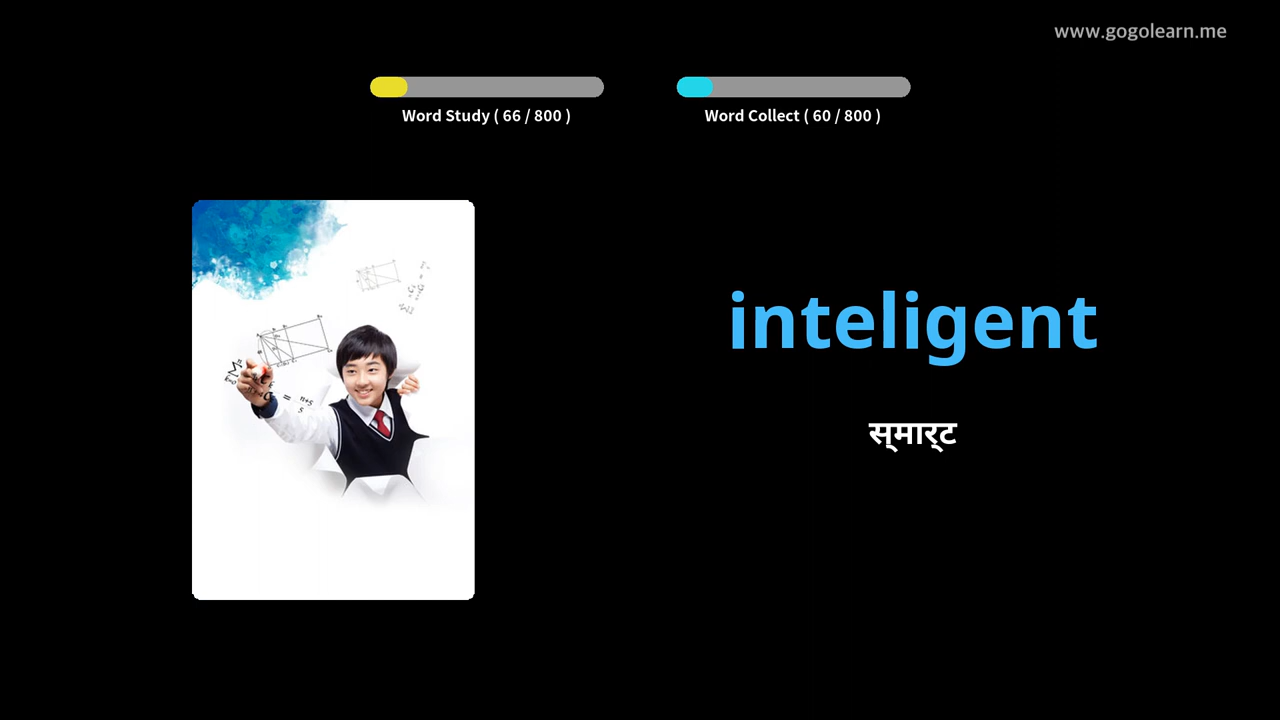 www.gogolearn.me
Word Study ( 66 / 800 )
Word Collect ( 60 / 800 )
inteligent
स्मार्ट